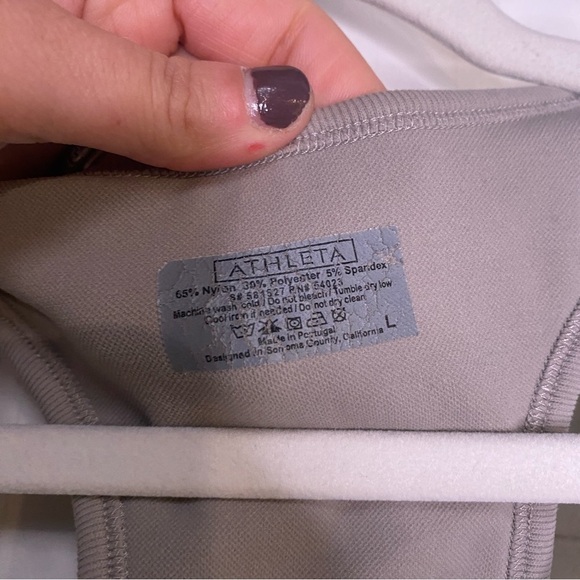 ATHLETA
65% Nylon 30% Polyester 5% Spandex
S# 581527 PN# 54023
Machine wash cold / Do not bleach / Tumble dry low
Cool iron if needed / Do not dry clean
Made in Portugal
Designed in Sonoma County, California L